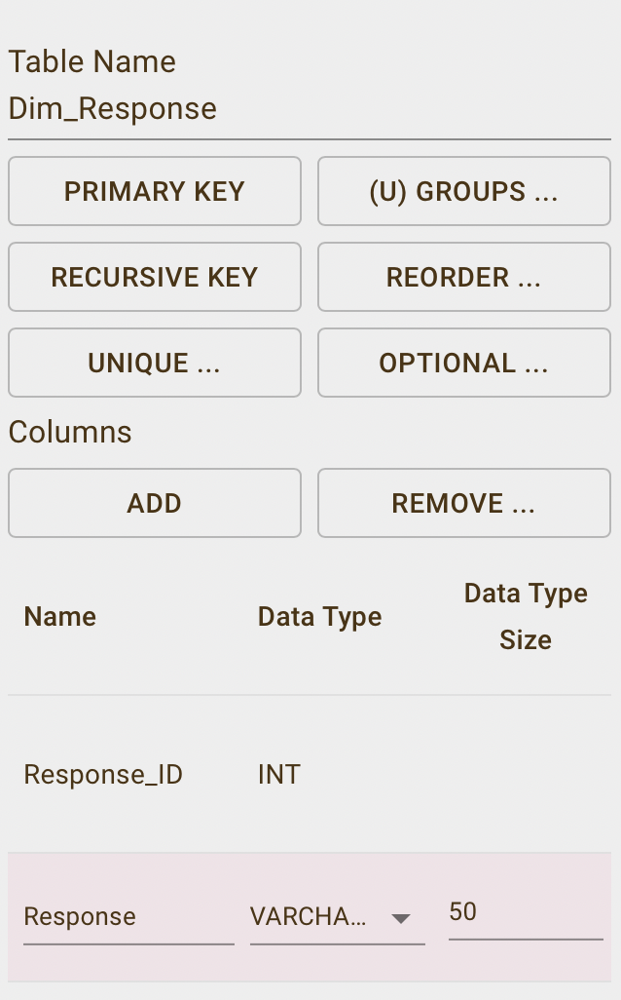 Table Name
Dim_Response
PRIMARY KEY
(U) GROUPS ...
RECURSIVE KEY
REORDER ...
UNIQUE ...
OPTIONAL ...
Columns
ADD
REMOVE ...
Name
Data Type
Data Type
Size
Response_ID
INT
Response
VARCHA...
50